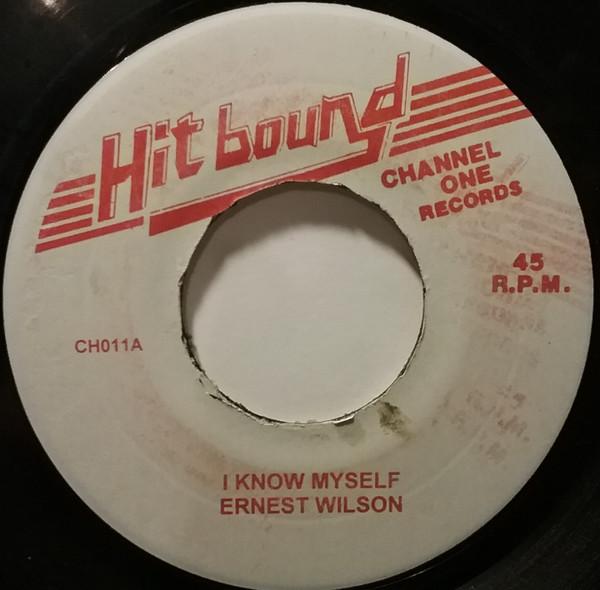 Hit bound
CHANNEL
ONE
RECORDS
45
R.P.M.
CH011A
I KNOW MYSELF
ERNEST WILSON